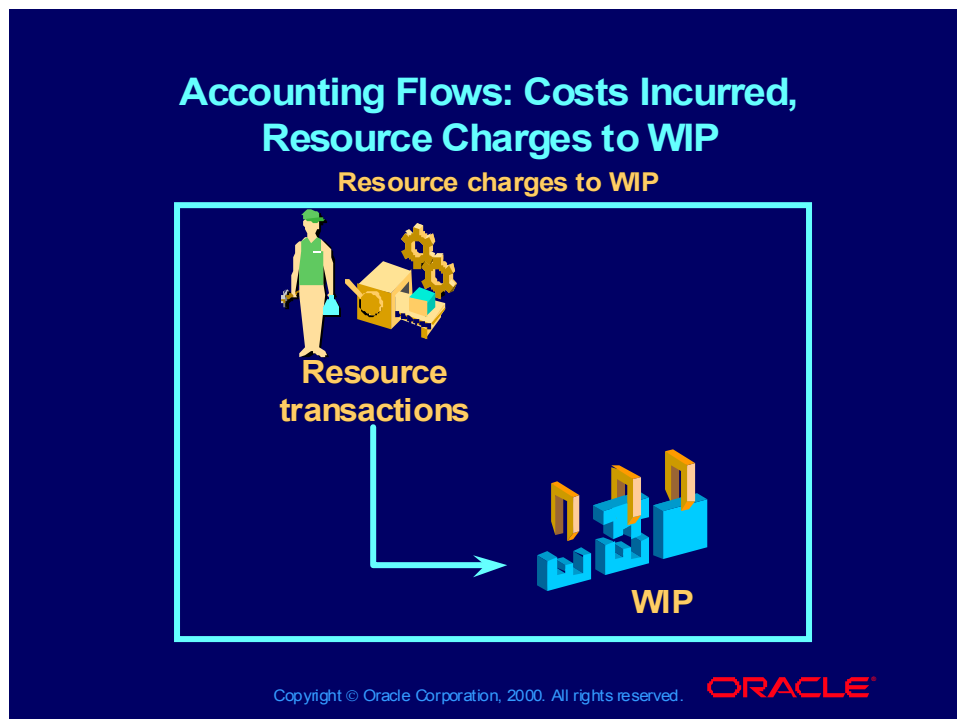 Accounting Flows: Costs Incurred,
Resource Charges to WIP
Resource charges to WIP
Resource
transactions
WIP
Copyright © Oracle Corporation, 2000. All rights reserved.
ORACLE®